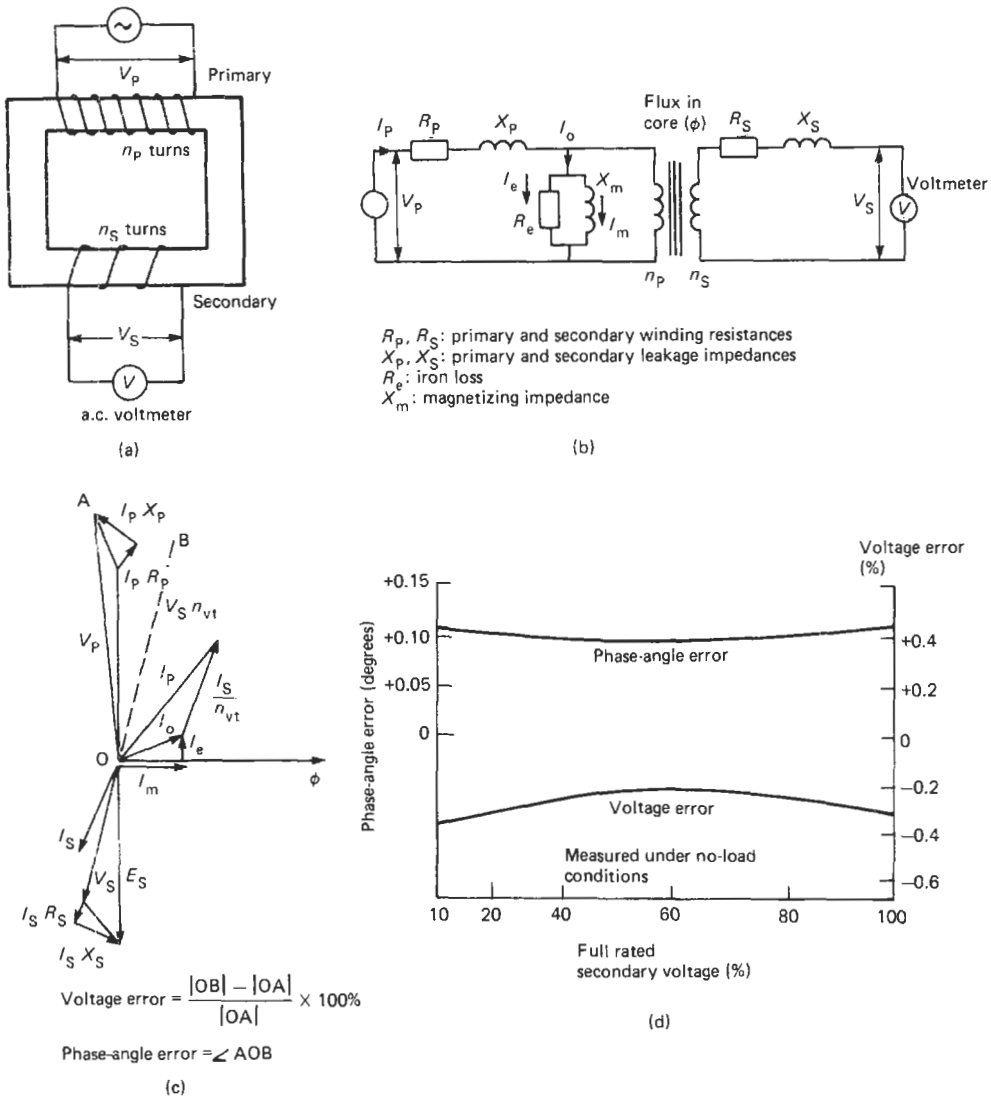 ~
V_P
Primary
n_P turns
n_S turns
Secondary
V_S
V
a.c. voltmeter
(a)
I_P
R_P
X_P
I_o
Flux in
core (ϕ)
R_S
X_S
V_P
I_e
R_e
X_m
I_m
V_S
Voltmeter
V
n_P
n_S
R_P, R_S: primary and secondary winding resistances
X_P, X_S: primary and secondary leakage impedances
R_e: iron loss
X_m: magnetizing impedance
(b)
A
I_P X_P
B
I_P R_P
V_S n_vt
V_P
I_P
I_S / n_vt
I_o
I_e
O
I_m
ϕ
I_S
V_S
E_S
I_S R_S
I_S X_S
Voltage error = |OB| − |OA| / |OA| × 100%
Phase-angle error = ∠ AOB
(c)
Voltage error
(%)
+0.15
+0.10
+0.05
0
Phase-angle error (degrees)
+0.4
+0.2
0
−0.2
−0.4
−0.6
Phase-angle error
Voltage error
Measured under no-load
conditions
10 20 40 60 80 100
Full rated
secondary voltage (%)
(d)